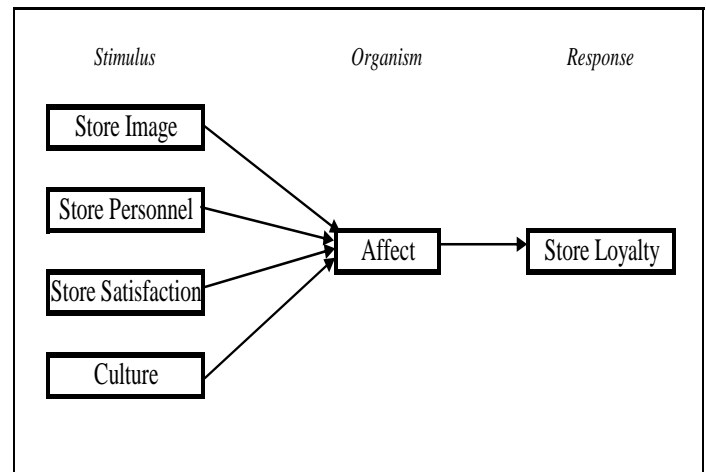 Stimulus Organism Response
Store Image
Store Personnel
Affect Store Loyalty
Store Satisfaction
Culture